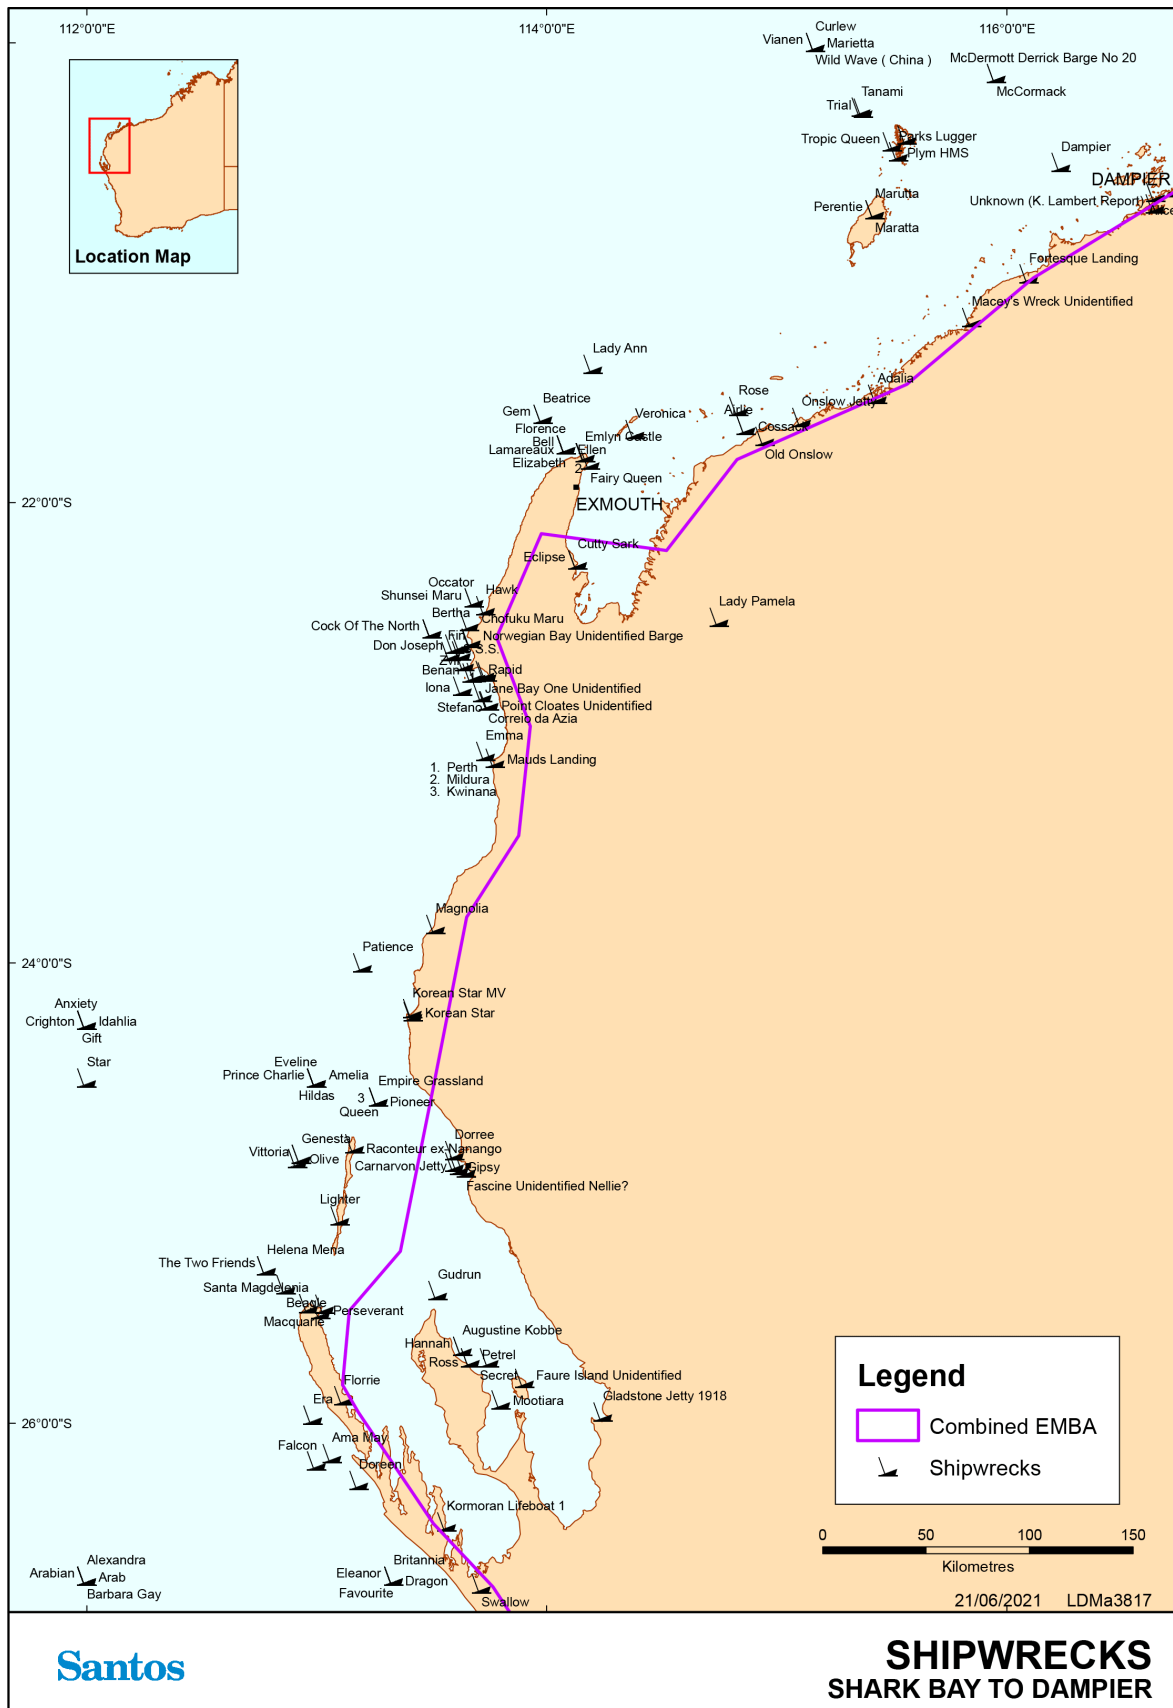 112°0'0"E
114°0'0"E
116°0'0"E
Curlew
Vianen
Marietta
Wild Wave ( China )
McDermott Derrick Barge No 20
McCormack
Tanami
Trial
Tropic Queen
Parks Lugger
Plym HMS
Dampier
DAMPIER
Marutta
Perentie
Maratta
Unknown (K. Lambert Report)
Location Map
Fortesque Landing
Macey's Wreck Unidentified
Lady Ann
Adalia
Rose
Beatrice
Gem
Onslow Jetty
Airlie
Veronica
Florence
Cossack
Emlyn Castle
Bell
Lamareaux
Ellen
Old Onslow
Elizabeth
2
Fairy Queen
22°0'0"S
EXMOUTH
Cutty Sark
Eclipse
Occator
Hawk
Shunsei Maru
Lady Pamela
Bertha
Chofuku Maru
Cock Of The North
Fin
Norwegian Bay Unidentified Barge
Don Joseph
S.S.
Benan
Rapid
Iona
Jane Bay One Unidentified
Stefano
Point Cloates Unidentified
Correio da Azia
Emma
Mauds Landing
1. Perth
2. Mildura
3. Kwinana
Magnolia
Patience
24°0'0"S
Korean Star MV
Anxiety
Korean Star
Crighton
Idahlia
Gift
Star
Eveline
Prince Charlie
Amelia
Empire Grassland
Hildas
3
Pioneer
Queen
Dorree
Genesta
Raconteur ex-Nanango
Vittoria
Olive
Carnarvon Jetty
Gipsy
Fascine Unidentified Nellie?
Lighter
Helena Mena
The Two Friends
Gudrun
Santa Magdelenia
Beagle
Perseverant
Macquarie
Augustine Kobbe
Hannah
Petrel
Ross
Secret
Faure Island Unidentified
Florrie
Gladstone Jetty 1918
Era
Mootiara
26°0'0"S
Ama May
Falcon
Doreen
Kormoran Lifeboat 1
Alexandra
Britannia
Arabian
Arab
Eleanor
Dragon
Barbara Gay
Favourite
Swallow
Legend
Combined EMBA
Shipwrecks
0 50 100 150
Kilometres
21/06/2021 LDMa3817
Santos
SHIPWRECKS
SHARK BAY TO DAMPIER